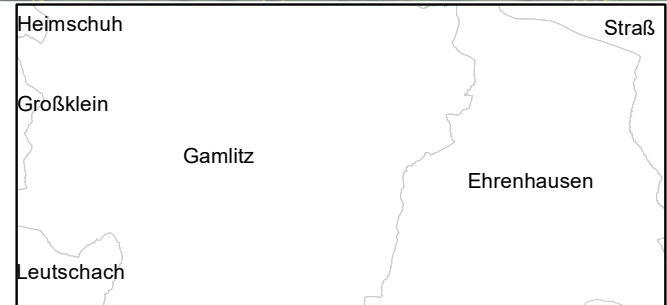 Heimschuh
Straß
Großklein
Gamlitz
Ehrenhausen
Leutschach